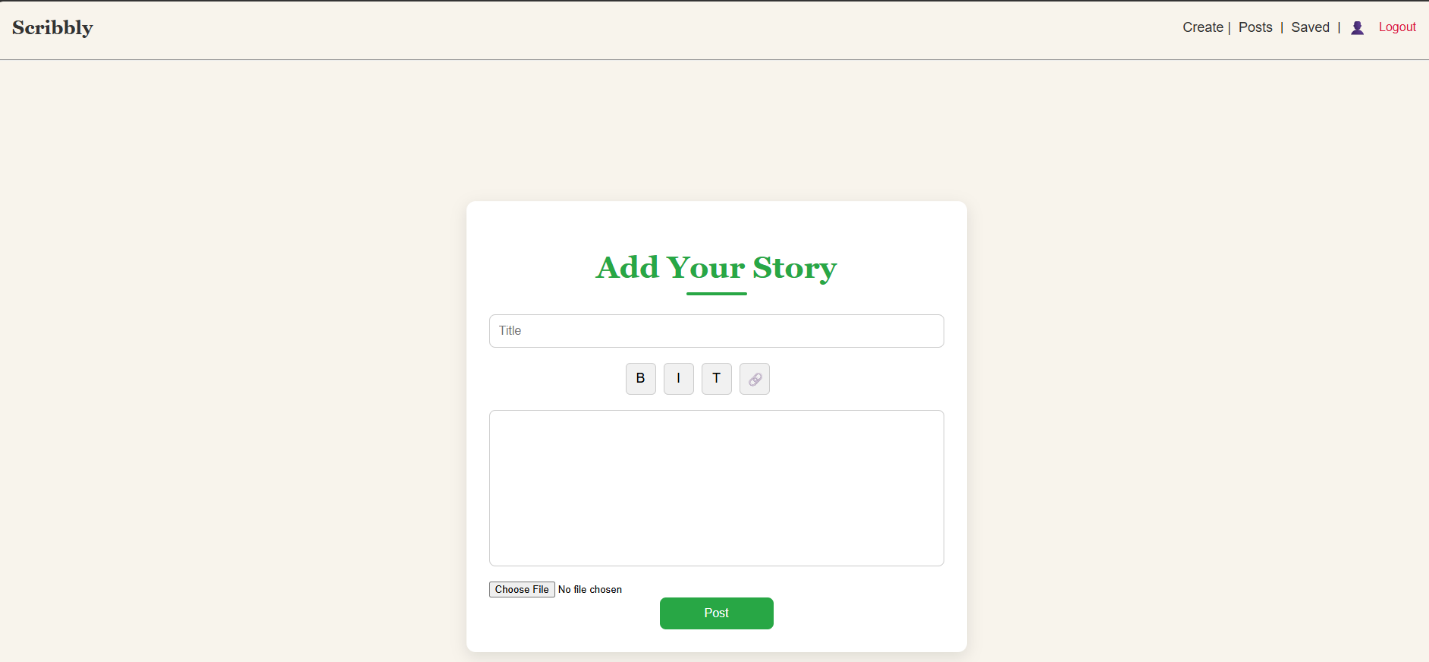 Scribbly
Create | Posts | Saved | Logout
Add Your Story
Title
B I T
Choose File No file chosen
Post